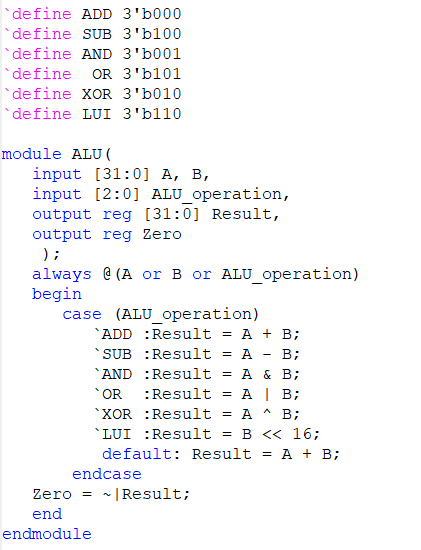 `define ADD 3'b000
`define SUB 3'b100
`define AND 3'b001
`define  OR 3'b101
`define XOR 3'b010
`define LUI 3'b110

module ALU(
   input [31:0] A, B,
   input [2:0] ALU_operation,
   output reg [31:0] Result,
   output reg Zero
    );
   always @(A or B or ALU_operation)
   begin
      case (ALU_operation)
         `ADD :Result = A + B;
         `SUB :Result = A - B;
         `AND :Result = A & B;
         `OR  :Result = A | B;
         `XOR :Result = A ^ B;
         `LUI :Result = B << 16;
          default: Result = A + B;
       endcase
   Zero = ~|Result;
   end
endmodule